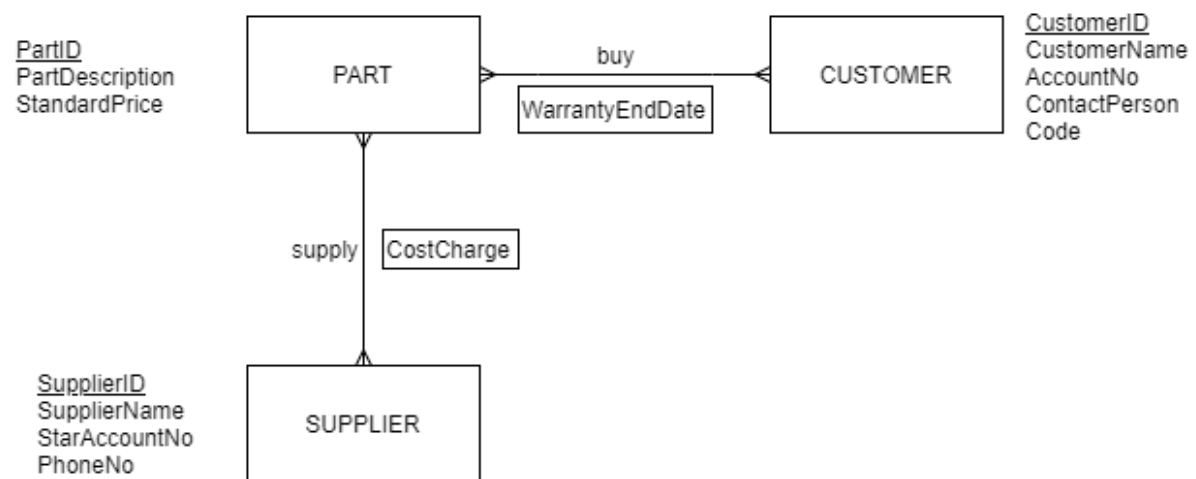 PartID
PartDescription
StandardPrice
PART
buy
WarrantyEndDate
CUSTOMER
CustomerID
CustomerName
AccountNo
ContactPerson
Code
supply
CostCharge
SupplierID
SupplierName
StarAccountNo
PhoneNo
SUPPLIER